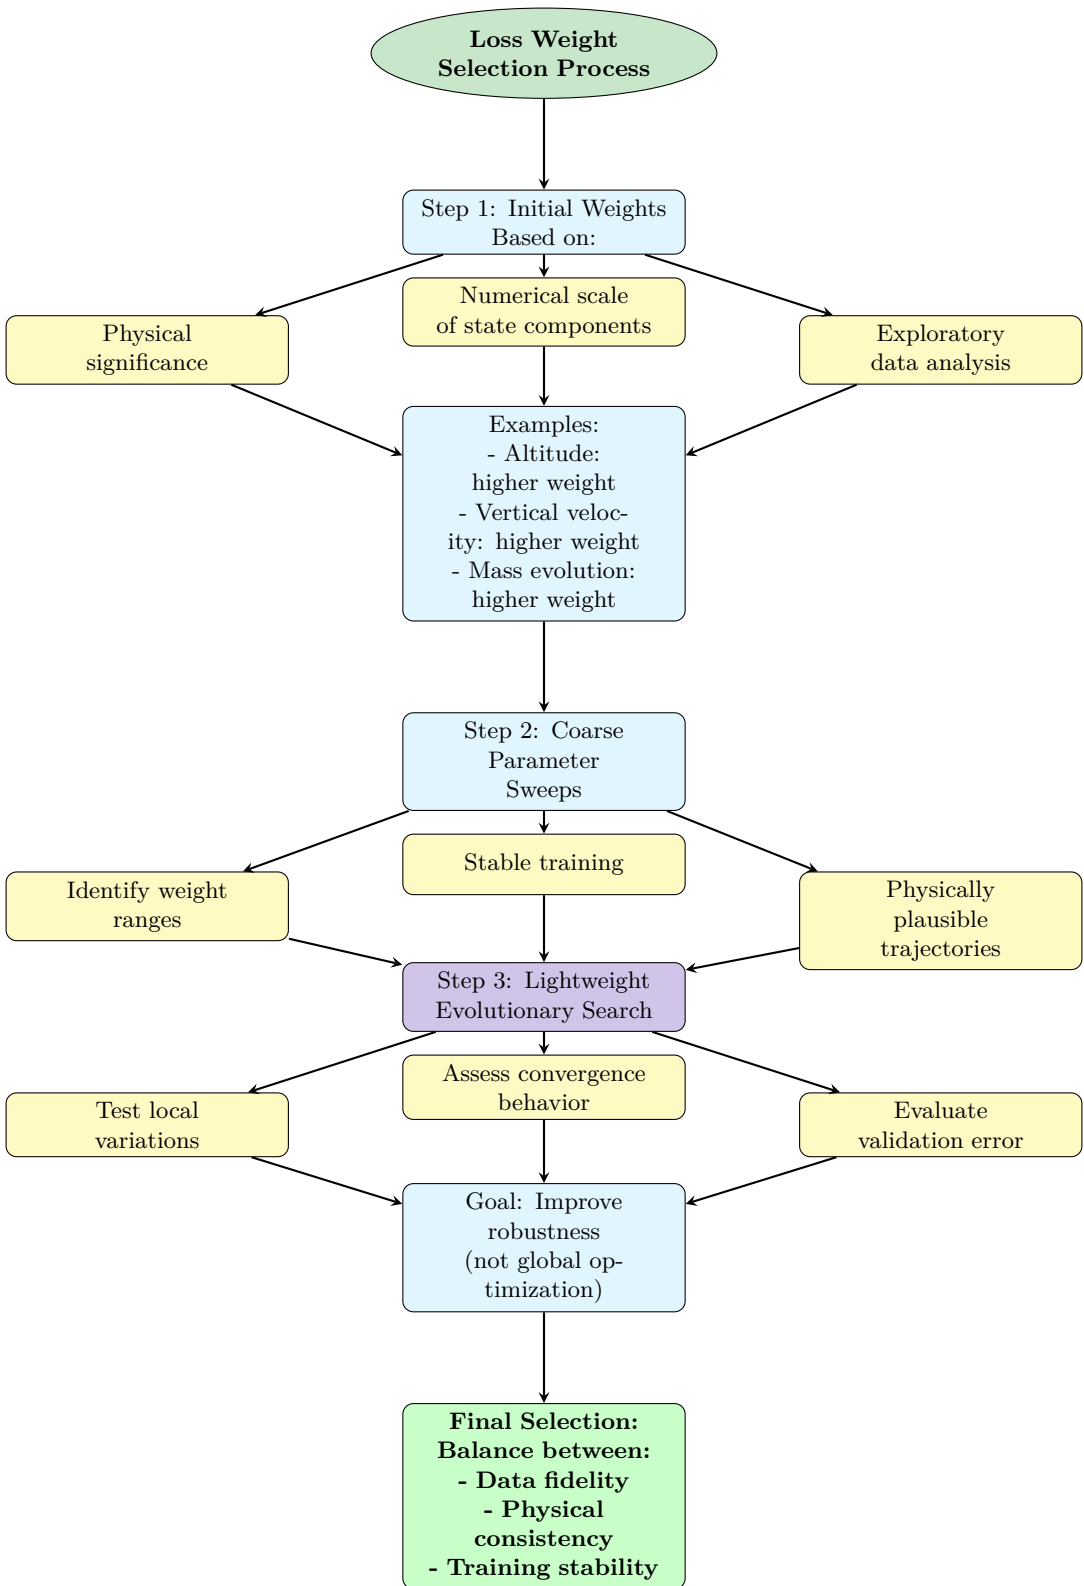 Loss Weight
Selection Process
Step 1: Initial Weights
Based on:
Physical
significance
Numerical scale
of state components
Exploratory
data analysis
Examples:
- Altitude:
higher weight
- Vertical veloc-
ity: higher weight
- Mass evolution:
higher weight
Step 2: Coarse
Parameter
Sweeps
Identify weight
ranges
Stable training
Physically
plausible
trajectories
Step 3: Lightweight
Evolutionary Search
Test local
variations
Assess convergence
behavior
Evaluate
validation error
Goal: Improve
robustness
(not global op-
timization)
Final Selection:
Balance between:
- Data fidelity
- Physical
consistency
- Training stability